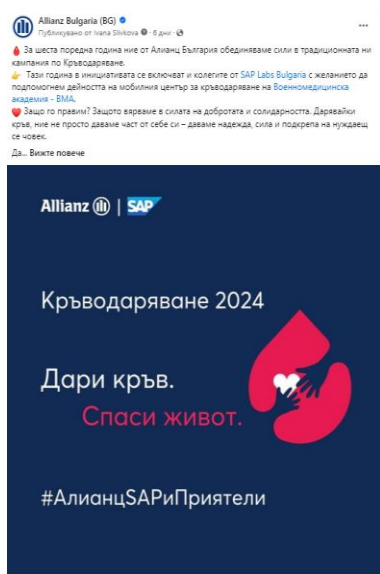 Allianz Bulgaria (BG)
Публикувано от Ivana Slivkova · 6 дни ·
За шеста поредна година ние от Алианц България обединяваме сили в традиционната ни
кампания по Кръводаряване.
Тази година в инициативата се включват и колегите от SAP Labs Bulgaria с желанието да
подпомогнем дейността на мобилния център за кръводаряване на Военномедицинска
академия - ВМА.
Защо го правим? Защото вярваме в силата на добротата и солидарността. Дарявайки
кръв, ние не просто даваме част от себе си – даваме надежда, сила и подкрепа на нуждаещ
се човек.
Да... Вижте повече
Allianz | SAP
Кръводаряване 2024
Дари кръв.
Спаси живот.
#АлианцSAPиПриятели